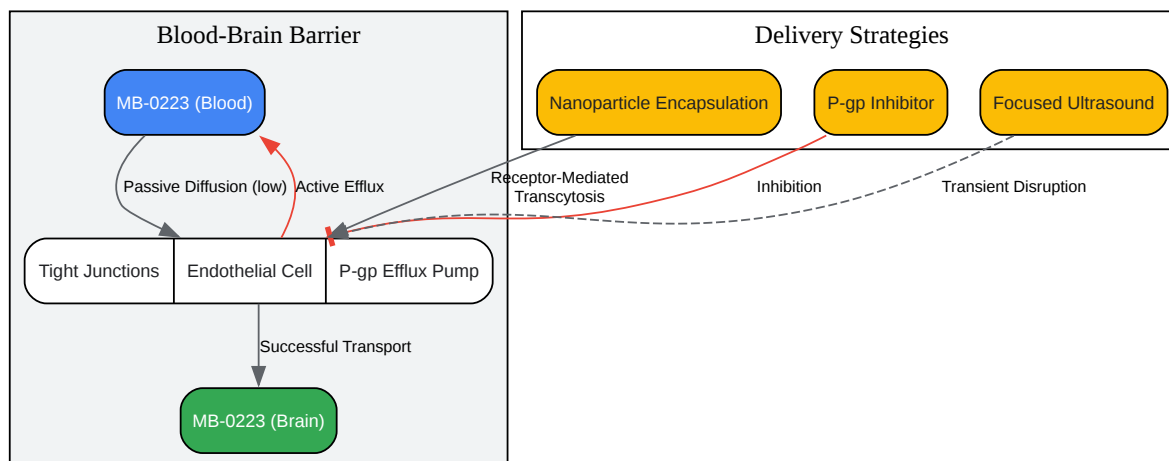 Blood-Brain Barrier
Delivery Strategies
MB-0223 (Blood)
Nanoparticle Encapsulation
P-gp Inhibitor
Focused Ultrasound
Passive Diffusion (low)
Active Efflux
Receptor-Mediated
Transcytosis
Inhibition
Transient Disruption
Tight Junctions
Endothelial Cell
P-gp Efflux Pump
Successful Transport
MB-0223 (Brain)